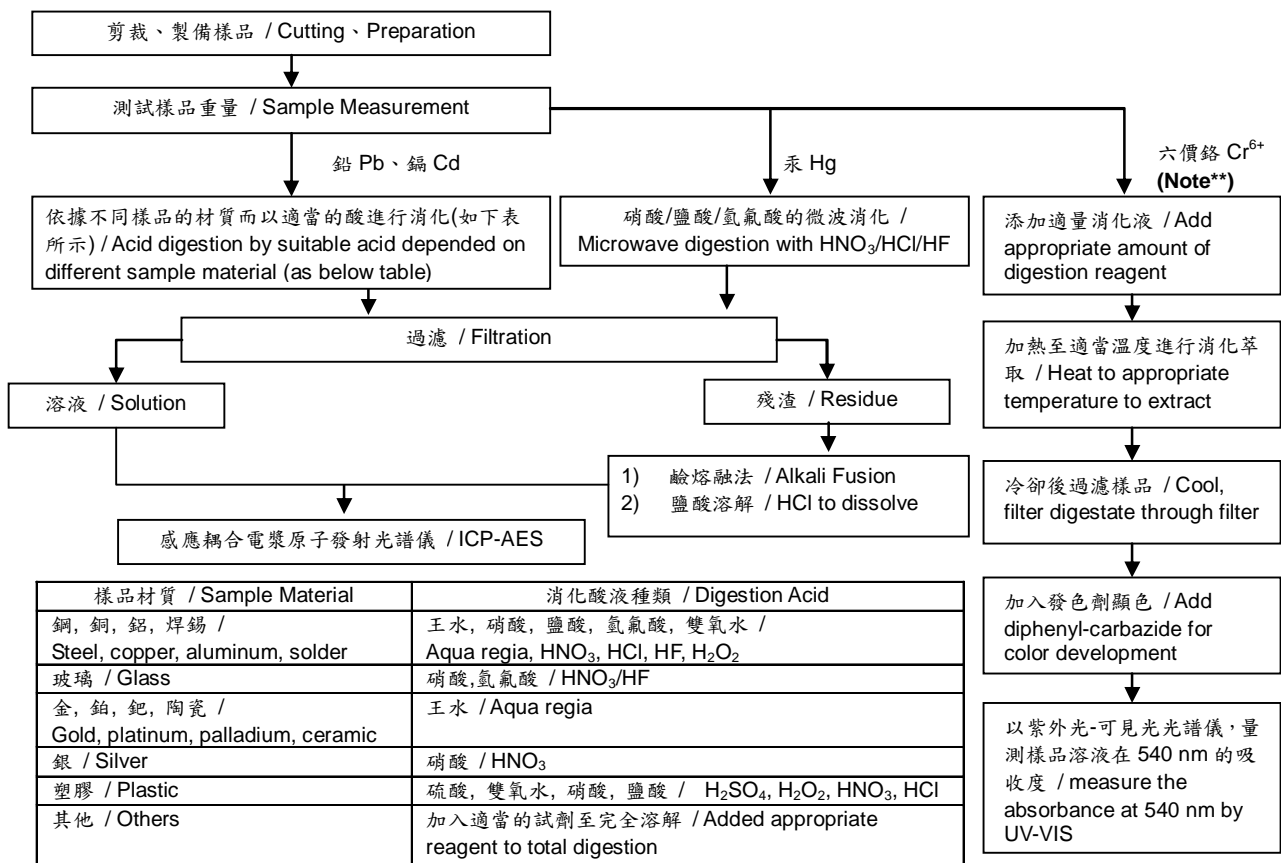 剪裁、製備樣品 / Cutting、Preparation
測試樣品重量 / Sample Measurement
鉛 Pb、鎘 Cd
汞 Hg
六價鉻 Cr6+
(Note**)
依據不同樣品的材質而以適當的酸進行消化(如下表
所示) / Acid digestion by suitable acid depended on
different sample material (as below table)
硝酸/鹽酸/氫氟酸的微波消化 /
Microwave digestion with HNO3/HCl/HF
添加適量消化液 / Add
appropriate amount of
digestion reagent
過濾 / Filtration
加熱至適當溫度進行消化萃
取 / Heat to appropriate
temperature to extract
溶液 / Solution
殘渣 / Residue
1) 鹼熔融法 / Alkali Fusion
2) 鹽酸溶解 / HCl to dissolve
冷卻後過濾樣品 / Cool,
filter digestate through filter
感應耦合電漿原子發射光譜儀 / ICP-AES
樣品材質 / Sample Material
消化酸液種類 / Digestion Acid
鋼, 銅, 鋁, 焊錫 /
Steel, copper, aluminum, solder
王水, 硝酸, 鹽酸, 氫氟酸, 雙氧水 /
Aqua regia, HNO3, HCl, HF, H2O2
玻璃 / Glass
硝酸,氫氟酸 / HNO3/HF
金, 鉑, 鈀, 陶瓷 /
Gold, platinum, palladium, ceramic
王水 / Aqua regia
銀 / Silver
硝酸 / HNO3
塑膠 / Plastic
硫酸, 雙氧水, 硝酸, 鹽酸 / H2SO4, H2O2, HNO3, HCl
其他 / Others
加入適當的試劑至完全溶解 / Added appropriate
reagent to total digestion
加入發色劑顯色 / Add
diphenyl-carbazide for
color development
以紫外光-可見光光譜儀，量
測樣品溶液在 540 nm 的吸
收度 / measure the
absorbance at 540 nm by
UV-VIS